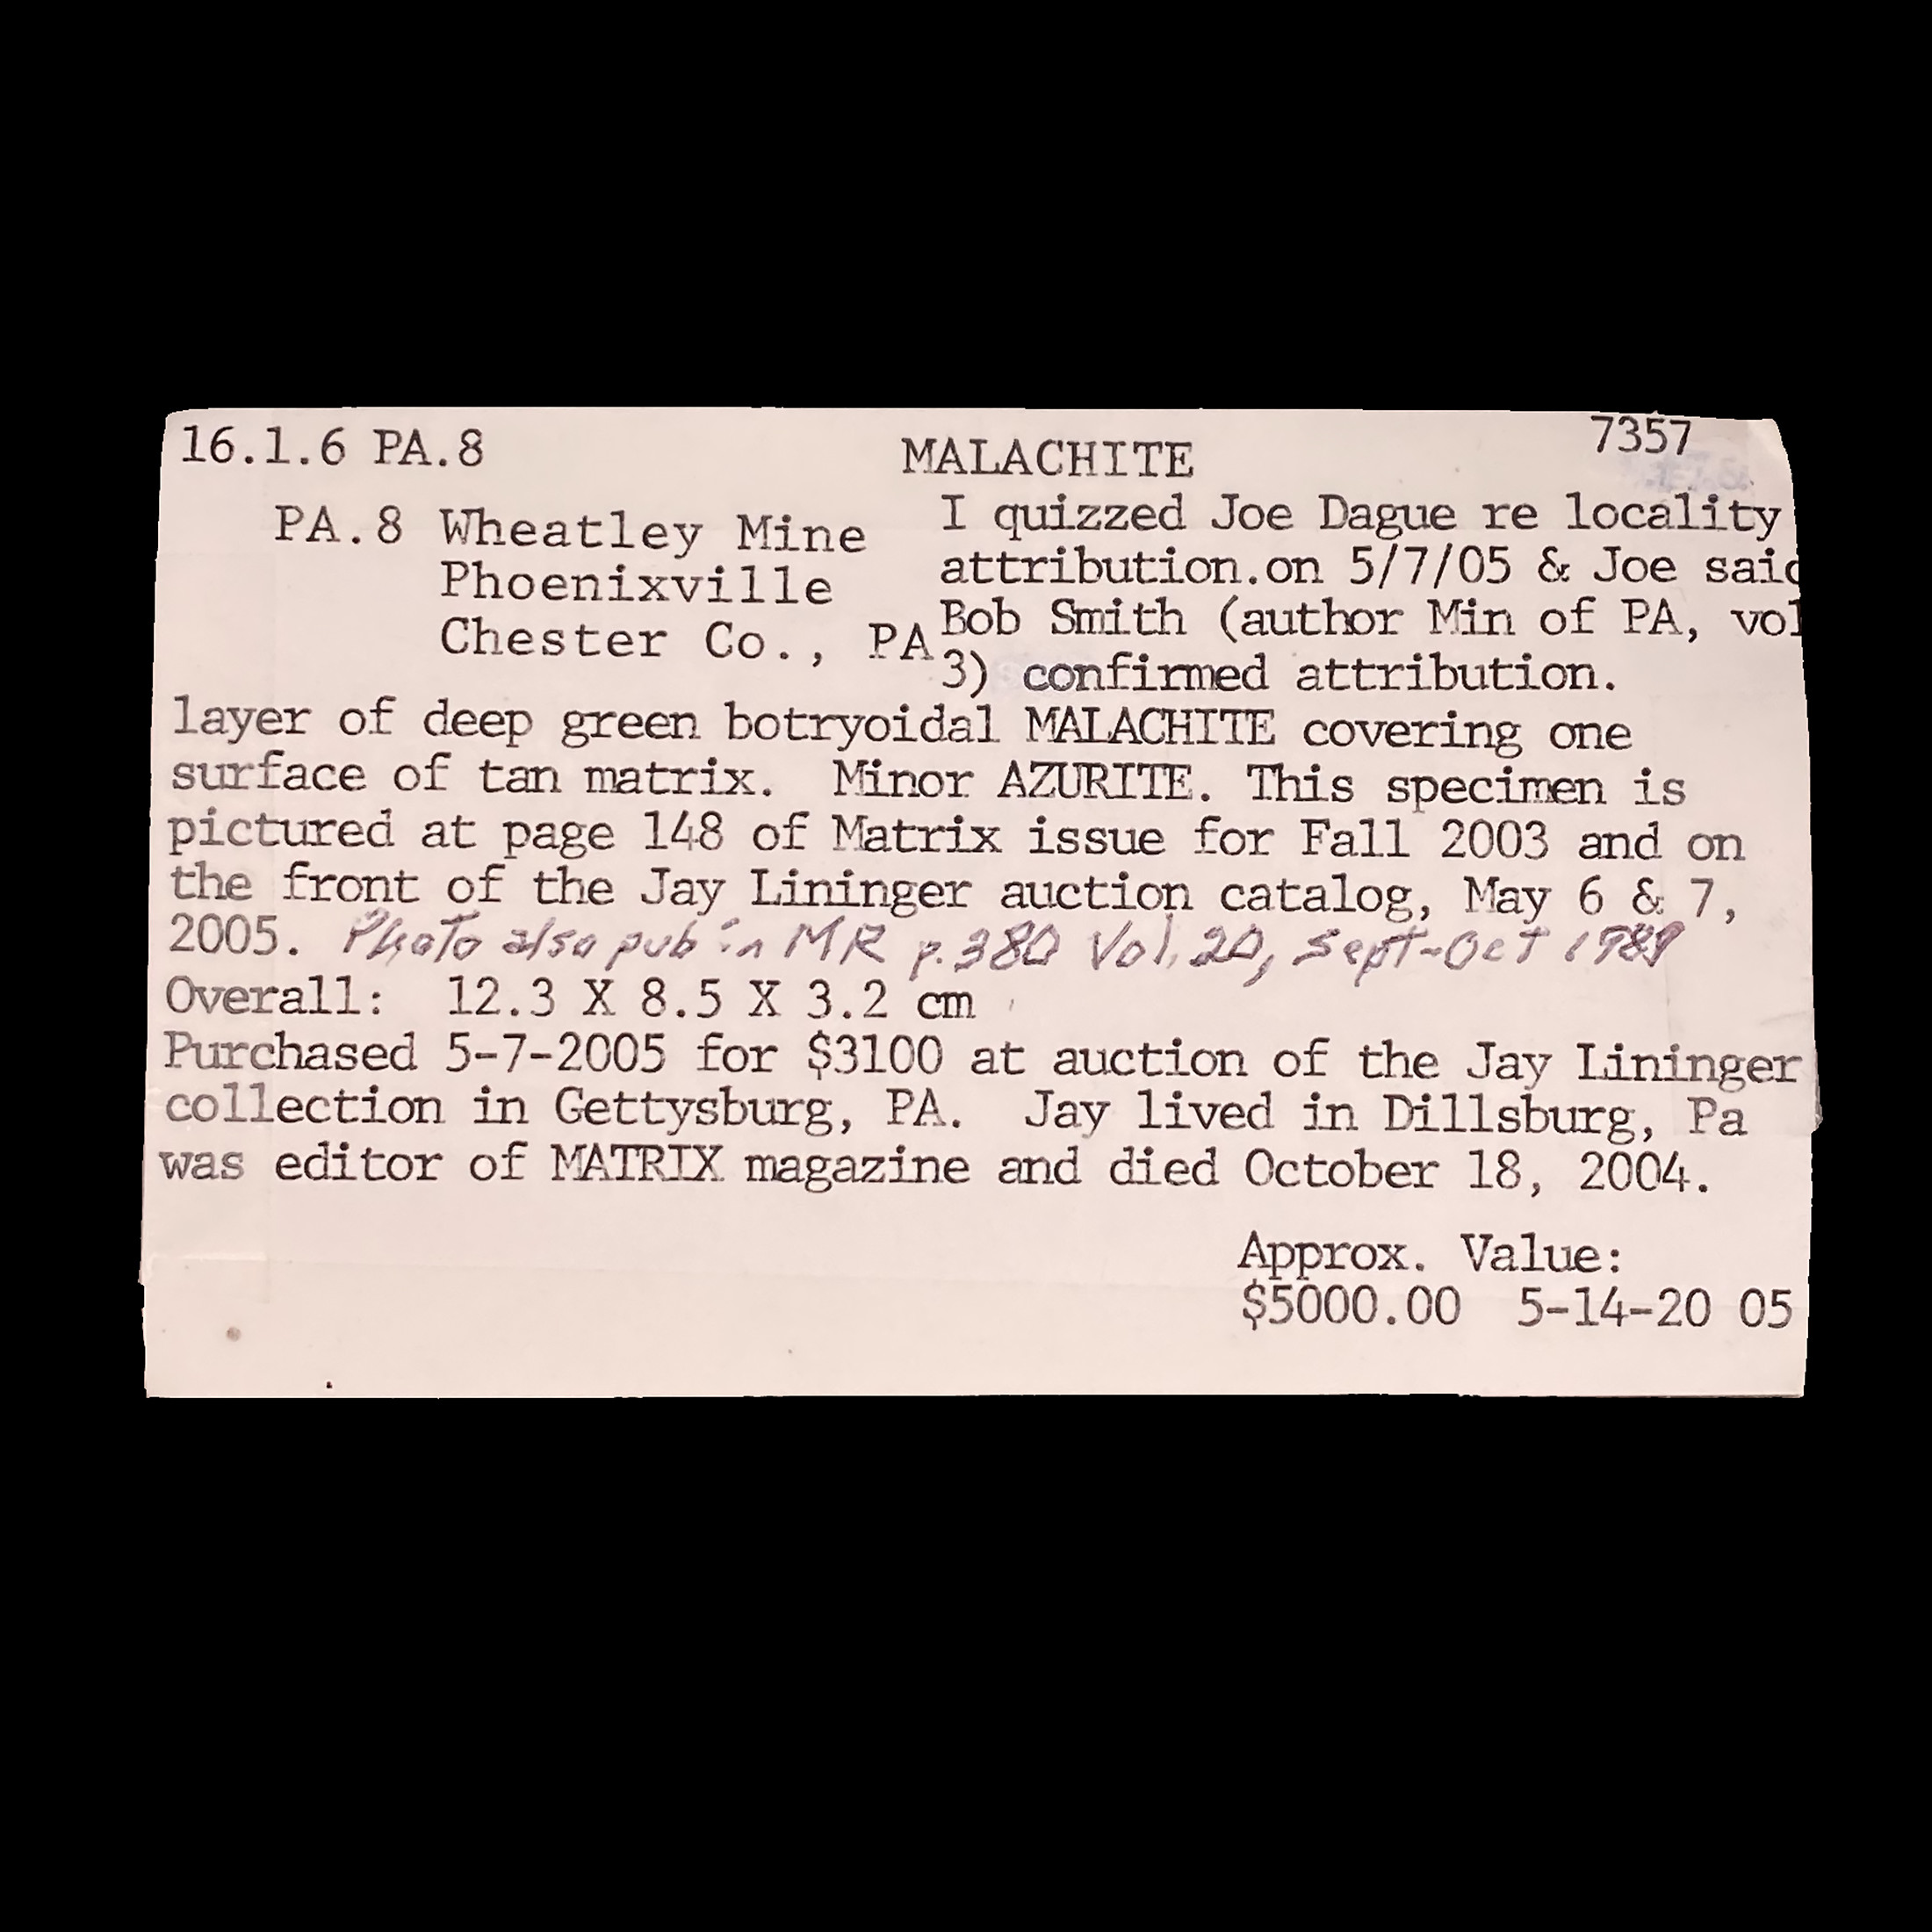 16.1.6 PA.8 MALACHITE 7357
PA.8 Wheatley Mine
Phoenixville
Chester Co., PA
I quizzed Joe Dague re locality
attribution.on 5/7/05 & Joe said
Bob Smith (author Min of PA, vol
3) confirmed attribution.
layer of deep green botryoidal MALACHITE covering one
surface of tan matrix. Minor AZURITE. This specimen is
pictured at page 148 of Matrix issue for Fall 2003 and on
the front of the Jay Lininger auction catalog, May 6 & 7,
2005. Photo also pub in MR p.380 Vol.20, Sept-Oct 1989
Overall: 12.3 X 8.5 X 3.2 cm
Purchased 5-7-2005 for $3100 at auction of the Jay Lininger
collection in Gettysburg, PA. Jay lived in Dillsburg, Pa
was editor of MATRIX magazine and died October 18, 2004.
Approx. Value:
$5000.00 5-14-20 05